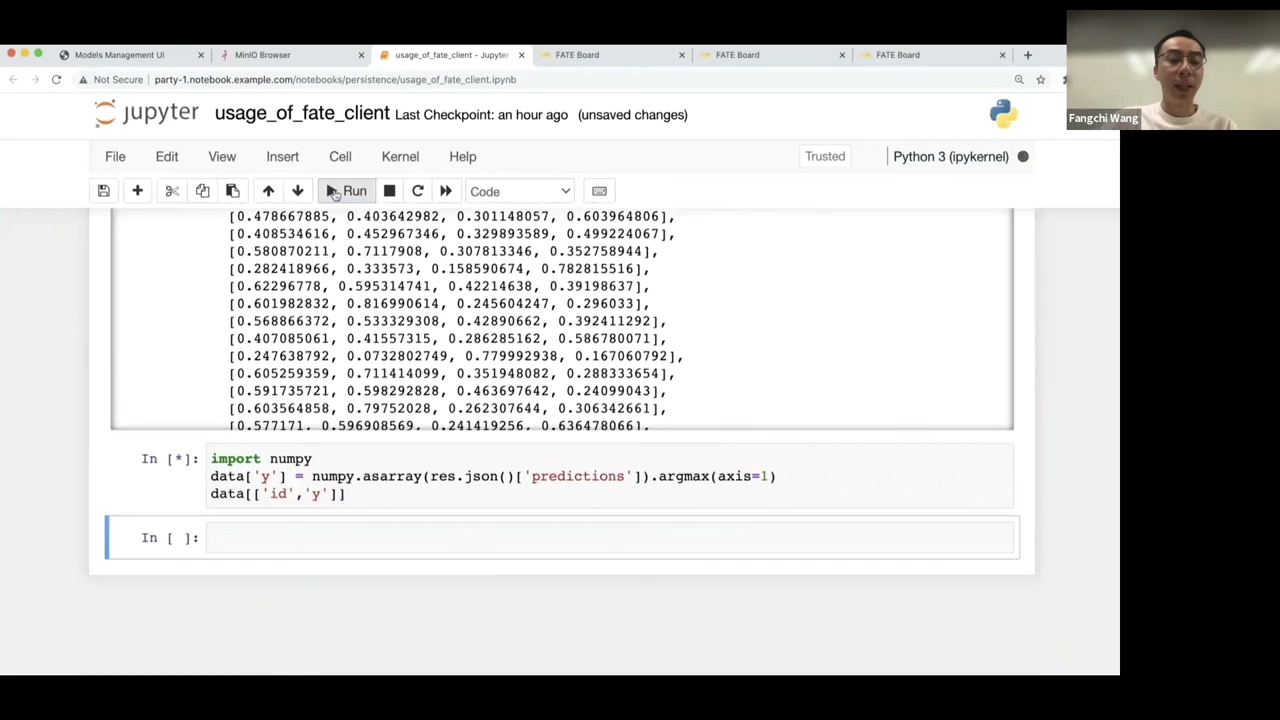 Models Management UI
MinIO Browser
usage_of_fate_client - Jupyter
FATE Board
FATE Board
FATE Board
Not Secure
party-1.notebook.example.com/notebooks/persistence/usage_of_fate_client.ipynb
Fangchi Wang
jupyter
usage_of_fate_client Last Checkpoint: an hour ago (unsaved changes)
File Edit View Insert Cell Kernel Help
Trusted
Python 3 (ipykernel)
Run
Code
[0.478667885, 0.403642982, 0.301148057, 0.603964806],
[0.408534616, 0.452967346, 0.329893589, 0.499224067],
[0.580870211, 0.7117908, 0.307813346, 0.352758944],
[0.282418966, 0.333573, 0.158590674, 0.782815516],
[0.62296778, 0.595314741, 0.42214638, 0.39198637],
[0.601982832, 0.816990614, 0.245604247, 0.296033],
[0.568866372, 0.533329308, 0.42890662, 0.392411292],
[0.407085061, 0.41557315, 0.286285162, 0.586780071],
[0.247638792, 0.0732802749, 0.779992938, 0.167060792],
[0.605259359, 0.711414099, 0.351948082, 0.288333654],
[0.591735721, 0.598292828, 0.463697642, 0.24099043],
[0.603564858, 0.79752028, 0.262307644, 0.306342661],
[0.577171, 0.596908569, 0.241419256, 0.636478066],
In [*]:
import numpy
data['y'] = numpy.asarray(res.json()['predictions']).argmax(axis=1)
data[['id','y']]
In [ ]: